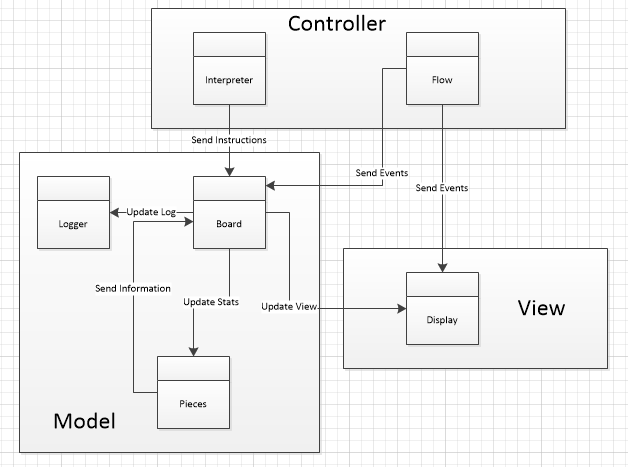 Controller
Interpreter
Flow
Send Instructions
Send Events
Send Events
Logger
Update Log
Board
Send Information
Update Stats
Update View
Display
View
Pieces
Model